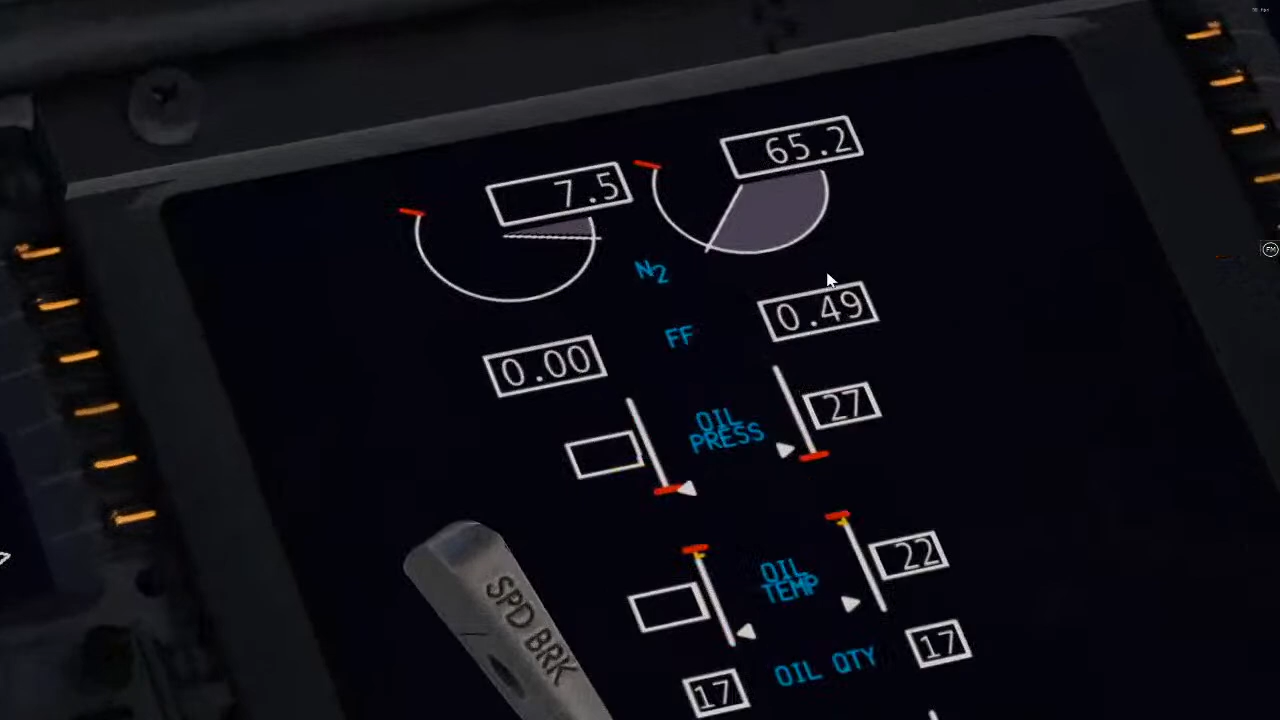 7.5
65.2
N2
FF
0.00
0.49
OIL
PRESS
27
OIL
TEMP
22
OIL QTY
17
17
SPD BRK
FM